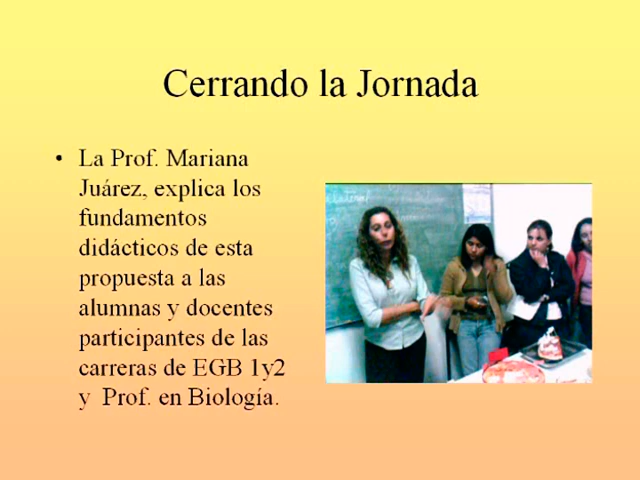 Cerrando la Jornada
• La Prof. Mariana
Juárez, explica los
fundamentos
didácticos de esta
propuesta a las
alumnas y docentes
participantes de las
carreras de EGB 1y2
y Prof. en Biología.